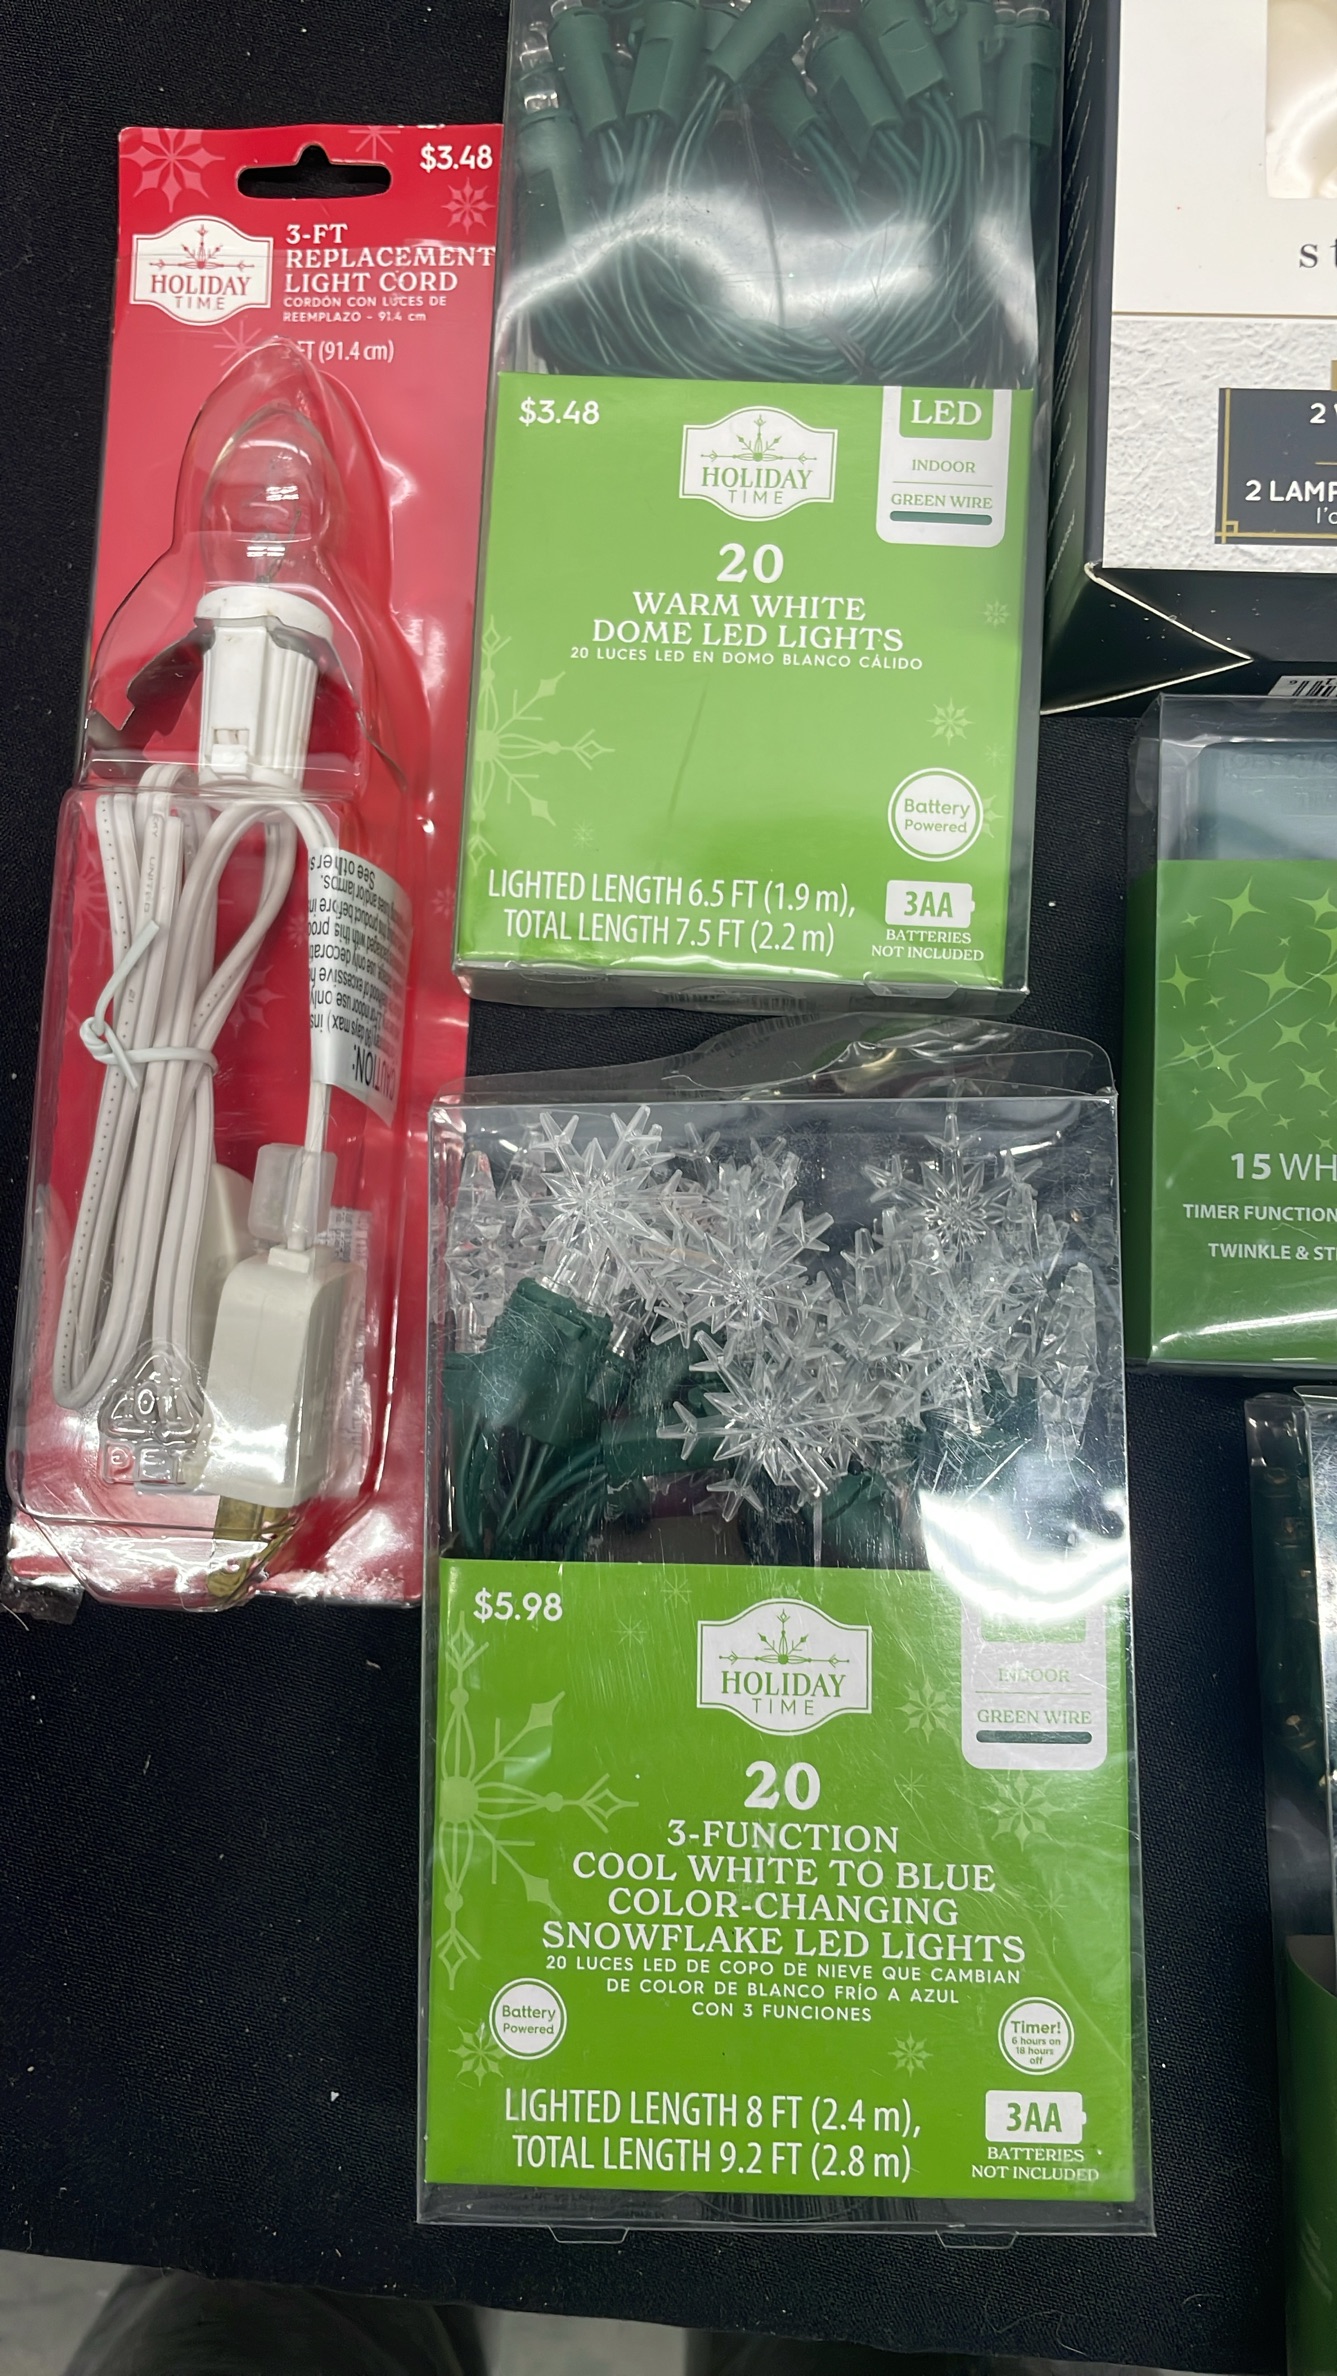 $3.48
HOLIDAY
TIME
3-FT
REPLACEMENT
LIGHT CORD
CORDÓN CON LUCES DE
REEMPLAZO - 91.4 cm
FT (91.4 cm)
CAUTION:
See other
$3.48
HOLIDAY
TIME
LED
INDOOR
GREEN WIRE
20
WARM WHITE
DOME LED LIGHTS
20 LUCES LED EN DOMO BLANCO CÁLIDO
Battery
Powered
LIGHTED LENGTH 6.5 FT (1.9 m),
TOTAL LENGTH 7.5 FT (2.2 m)
3AA
BATTERIES
NOT INCLUDED
$5.98
HOLIDAY
TIME
INDOOR
GREEN WIRE
20
3-FUNCTION
COOL WHITE TO BLUE
COLOR-CHANGING
SNOWFLAKE LED LIGHTS
20 LUCES LED DE COPO DE NIEVE QUE CAMBIAN
DE COLOR DE BLANCO FRÍO A AZUL
CON 3 FUNCIONES
Battery
Powered
Timer!
6 hours on
18 hours
off
LIGHTED LENGTH 8 FT (2.4 m),
TOTAL LENGTH 9.2 FT (2.8 m)
3AA
BATTERIES
NOT INCLUDED
2
2 LAMP
15 WH
TIMER FUNCTION
TWINKLE & ST